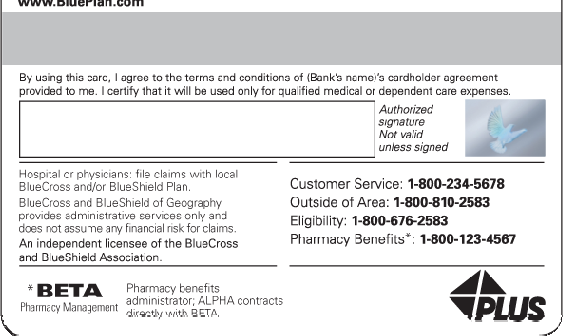 www.BluePlan.com
By using this card, I agree to the terms and conditions of (Bank's name)'s cardholder agreement
provided to me. I certify that it will be used only for qualified medical or dependent care expenses.
Authorized
signature
Not valid
unless signed
Hospital or physicians: file claims with local
BlueCross and/or BlueShield Plan.
BlueCross and BlueShield of Geography
provides administrative services only and
does not assume any financial risk for claims.
An independent licensee of the BlueCross
and BlueShield Association.
Customer Service: 1-800-234-5678
Outside of Area: 1-800-810-2583
Eligibility: 1-800-676-2583
Pharmacy Benefits*: 1-800-123-4567
* BETA
Pharmacy Management
Pharmacy benefits
administrator; ALPHA contracts
directly with BETA.
PLUS